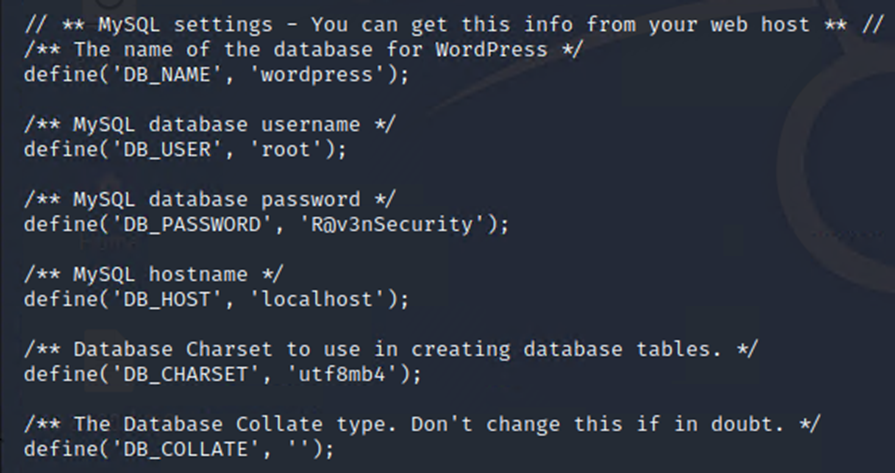 // ** MySQL settings - You can get this info from your web host ** //
/** The name of the database for WordPress */
define('DB_NAME', 'wordpress');
/** MySQL database username */
define('DB_USER', 'root');
/** MySQL database password */
define('DB_PASSWORD', 'R@v3nSecurity');
/** MySQL hostname */
define('DB_HOST', 'localhost');
/** Database Charset to use in creating database tables. */
define('DB_CHARSET', 'utf8mb4');
/** The Database Collate type. Don't change this if in doubt. */
define('DB_COLLATE', '');